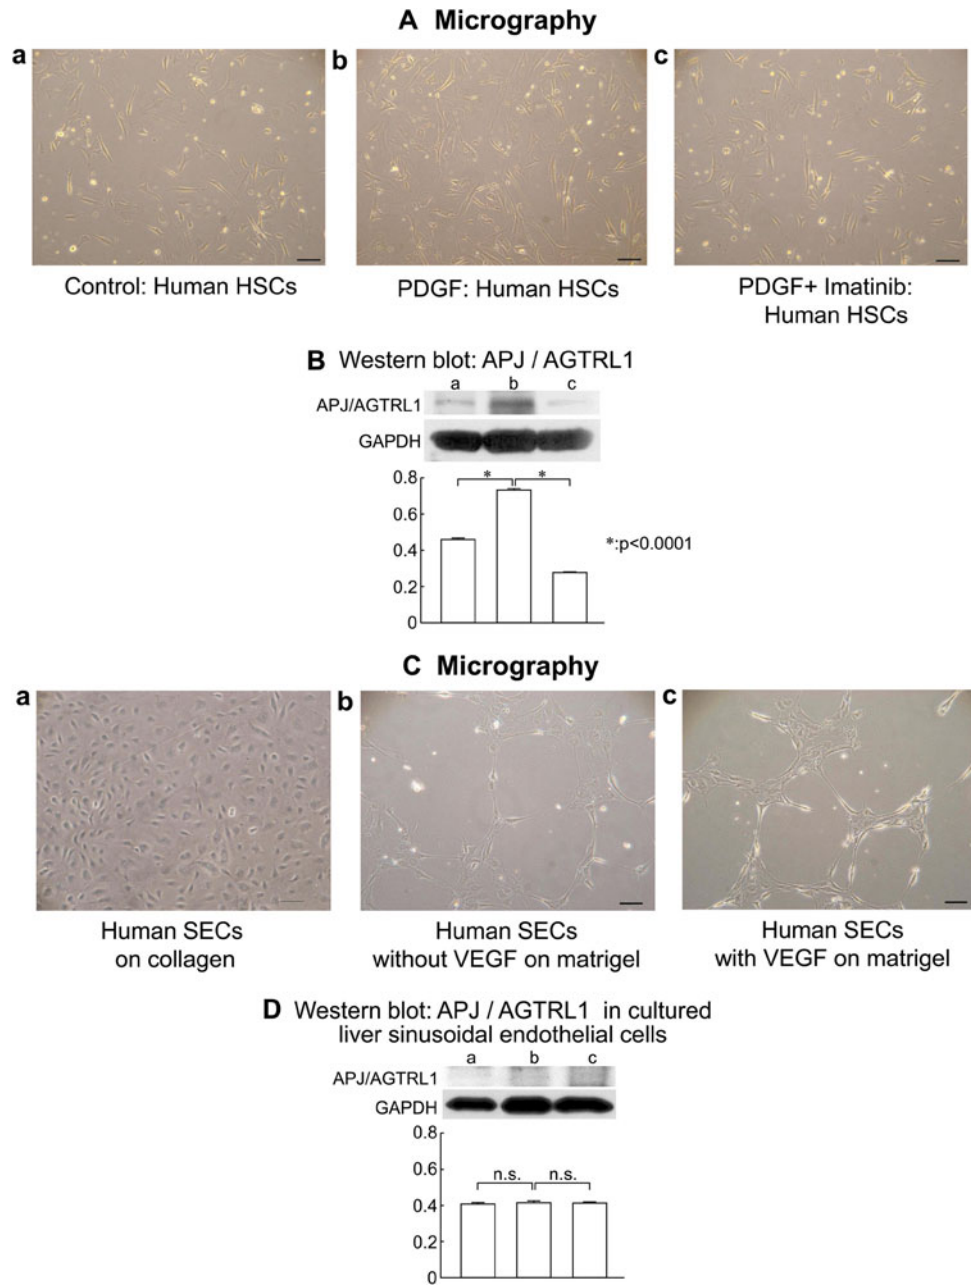 A Micrography
a
b
c
Control: Human HSCs
PDGF: Human HSCs
PDGF+ Imatinib:
Human HSCs
B Western blot: APJ / AGTRL1
a b c
APJ/AGTRL1
GAPDH
0.8
0.6
0.4
0.2
0
* *
*:p<0.0001
C Micrography
a
b
c
Human SECs
on collagen
Human SECs
without VEGF on matrigel
Human SECs
with VEGF on matrigel
D Western blot: APJ / AGTRL1 in cultured
liver sinusoidal endothelial cells
a b c
APJ/AGTRL1
GAPDH
0.8
0.6
0.4
0.2
0
n.s. n.s.